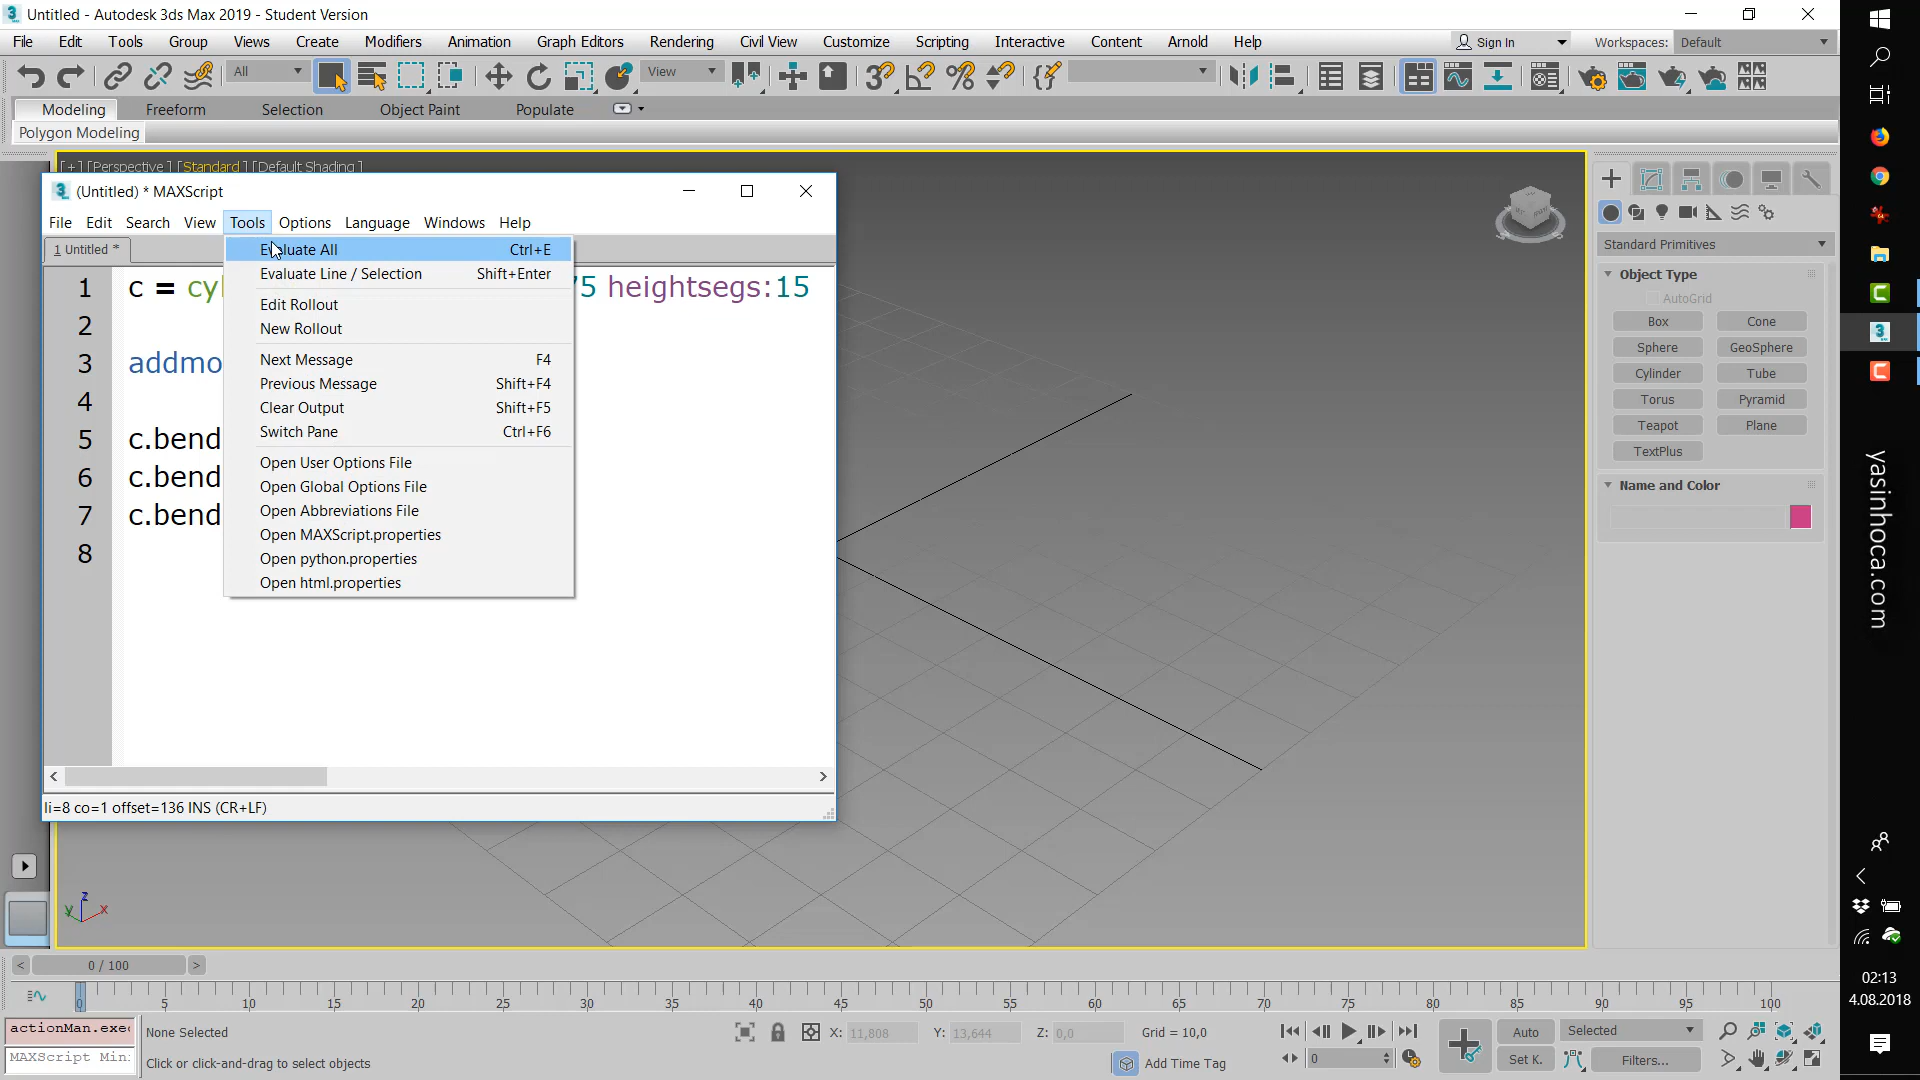 Untitled - Autodesk 3ds Max 2019 - Student Version
File Edit Tools Group Views Create Modifiers Animation Graph Editors Rendering Civil View Customize Scripting Interactive Content Arnold Help
Sign In Workspaces: Default
All View
Modeling Freeform Selection Object Paint Populate
Polygon Modeling
[+] [Perspective] [Standard] [Default Shading]
(Untitled) * MAXScript
File Edit Search View Tools Options Language Windows Help
1 Untitled *
Evaluate All Ctrl+E
Evaluate Line / Selection Shift+Enter
Edit Rollout
New Rollout
Next Message F4
Previous Message Shift+F4
Clear Output Shift+F5
Switch Pane Ctrl+F6
Open User Options File
Open Global Options File
Open Abbreviations File
Open MAXScript.properties
Open python.properties
Open html.properties
1 c = cy 75 heightsegs:15
2
3 addmo
4
5 c.bend
6 c.bend
7 c.bend
8
li=8 co=1 offset=136 INS (CR+LF)
Standard Primitives
Object Type
AutoGrid
Box Cone
Sphere GeoSphere
Cylinder Tube
Torus Pyramid
Teapot Plane
TextPlus
Name and Color
yasinhoca.com
z
y x
0 / 100
0 5 10 15 20 25 30 35 40 45 50 55 60 65 70 75 80 85 90 95 100
actionMan.exe
None Selected
X: 11,808 Y: 13,644 Z: 0,0 Grid = 10,0
Auto Selected
MAXScript Min
Click or click-and-drag to select objects
Add Time Tag
0
Set K. Filters...
02:13
4.08.2018